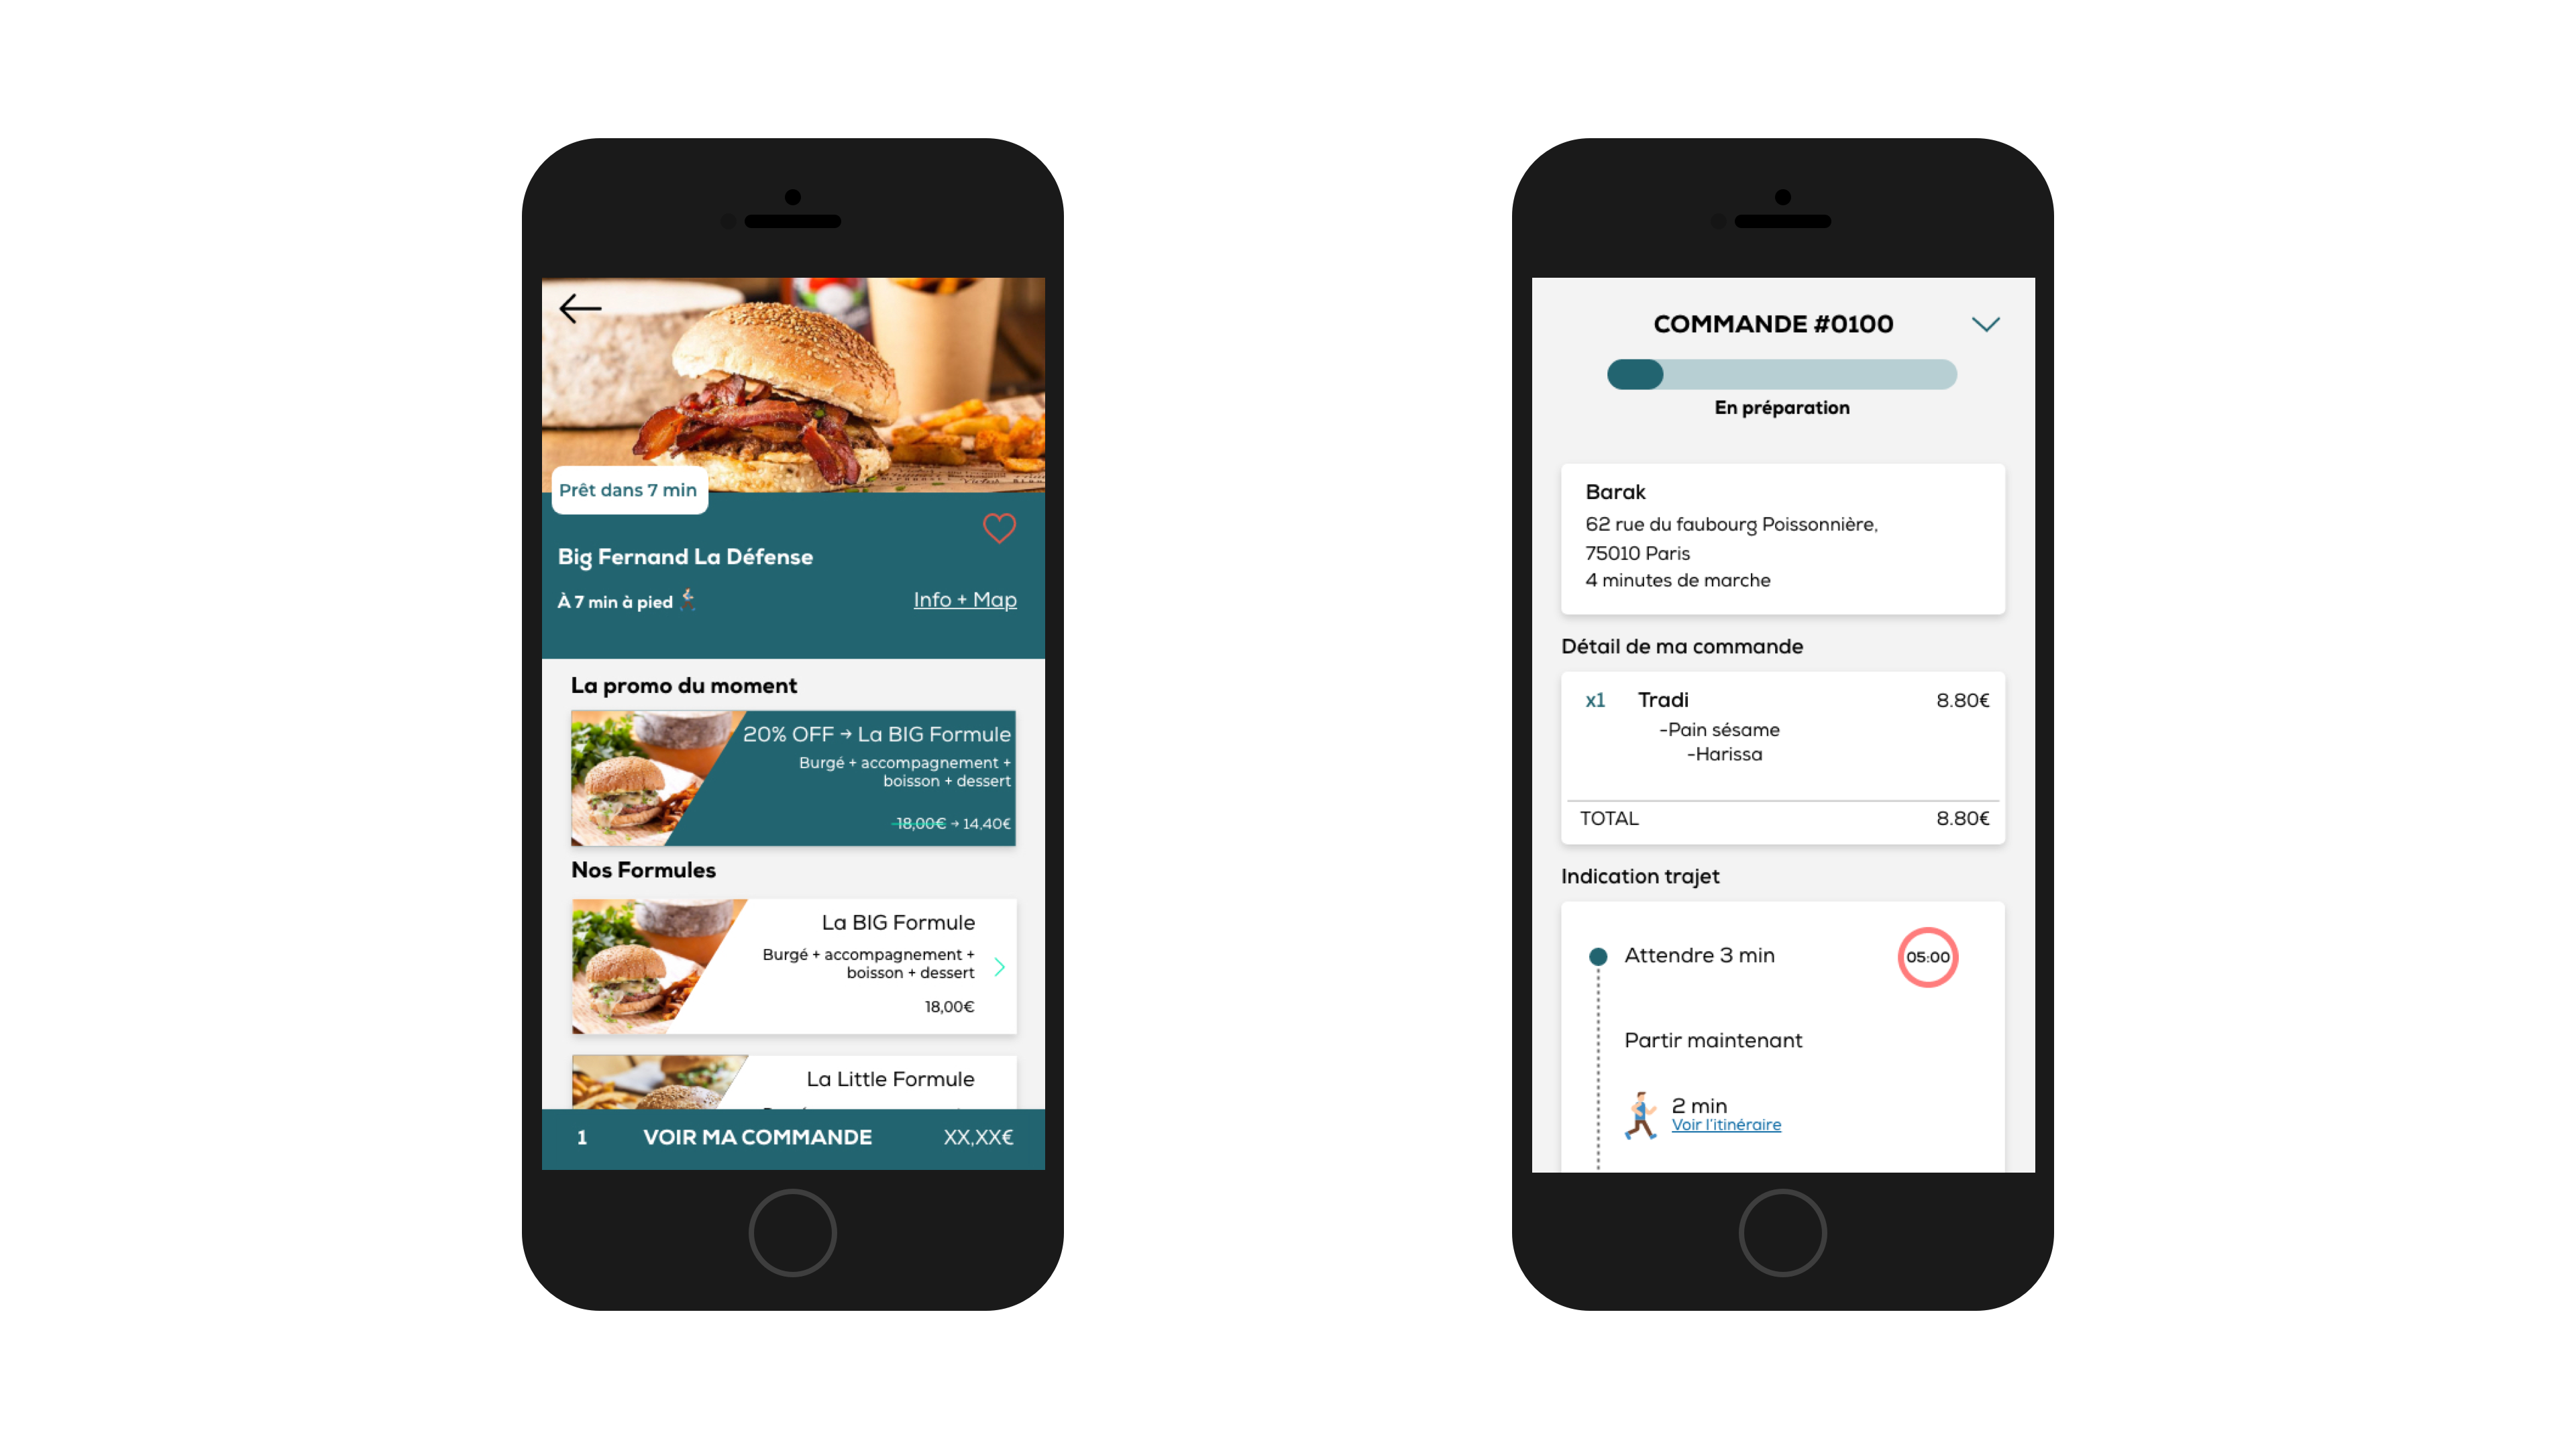 Prêt dans 7 min
Big Fernand La Défense
À 7 min à pied
Info + Map
La promo du moment
20% OFF → La BIG Formule
Burgé + accompagnement +
boisson + dessert
18,00€ → 14,40€
Nos Formules
La BIG Formule
Burgé + accompagnement +
boisson + dessert
18,00€
La Little Formule
1 VOIR MA COMMANDE XX,XX€
COMMANDE #0100
En préparation
Barak
62 rue du faubourg Poissonnière,
75010 Paris
4 minutes de marche
Détail de ma commande
x1 Tradi 8.80€
-Pain sésame
-Harissa
TOTAL 8.80€
Indication trajet
Attendre 3 min 05:00
Partir maintenant
2 min
Voir l'itinéraire